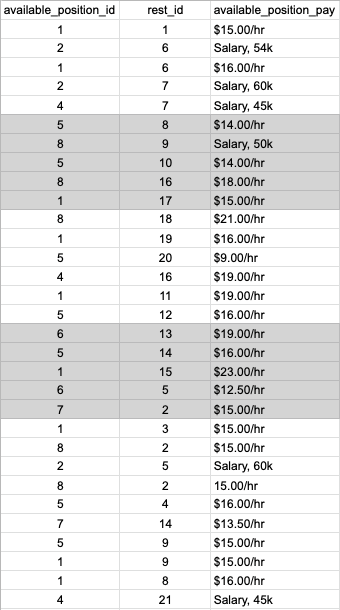 available_position_id rest_id available_position_pay
1 1 $15.00/hr
2 6 Salary, 54k
1 6 $16.00/hr
2 7 Salary, 60k
4 7 Salary, 45k
5 8 $14.00/hr
8 9 Salary, 50k
5 10 $14.00/hr
8 16 $18.00/hr
1 17 $15.00/hr
8 18 $21.00/hr
1 19 $16.00/hr
5 20 $9.00/hr
4 16 $19.00/hr
1 11 $19.00/hr
5 12 $16.00/hr
6 13 $19.00/hr
5 14 $16.00/hr
1 15 $23.00/hr
6 5 $12.50/hr
7 2 $15.00/hr
1 3 $15.00/hr
8 2 $15.00/hr
2 5 Salary, 60k
8 2 15.00/hr
5 4 $16.00/hr
7 14 $13.50/hr
5 9 $15.00/hr
1 9 $15.00/hr
1 8 $16.00/hr
4 21 Salary, 45k